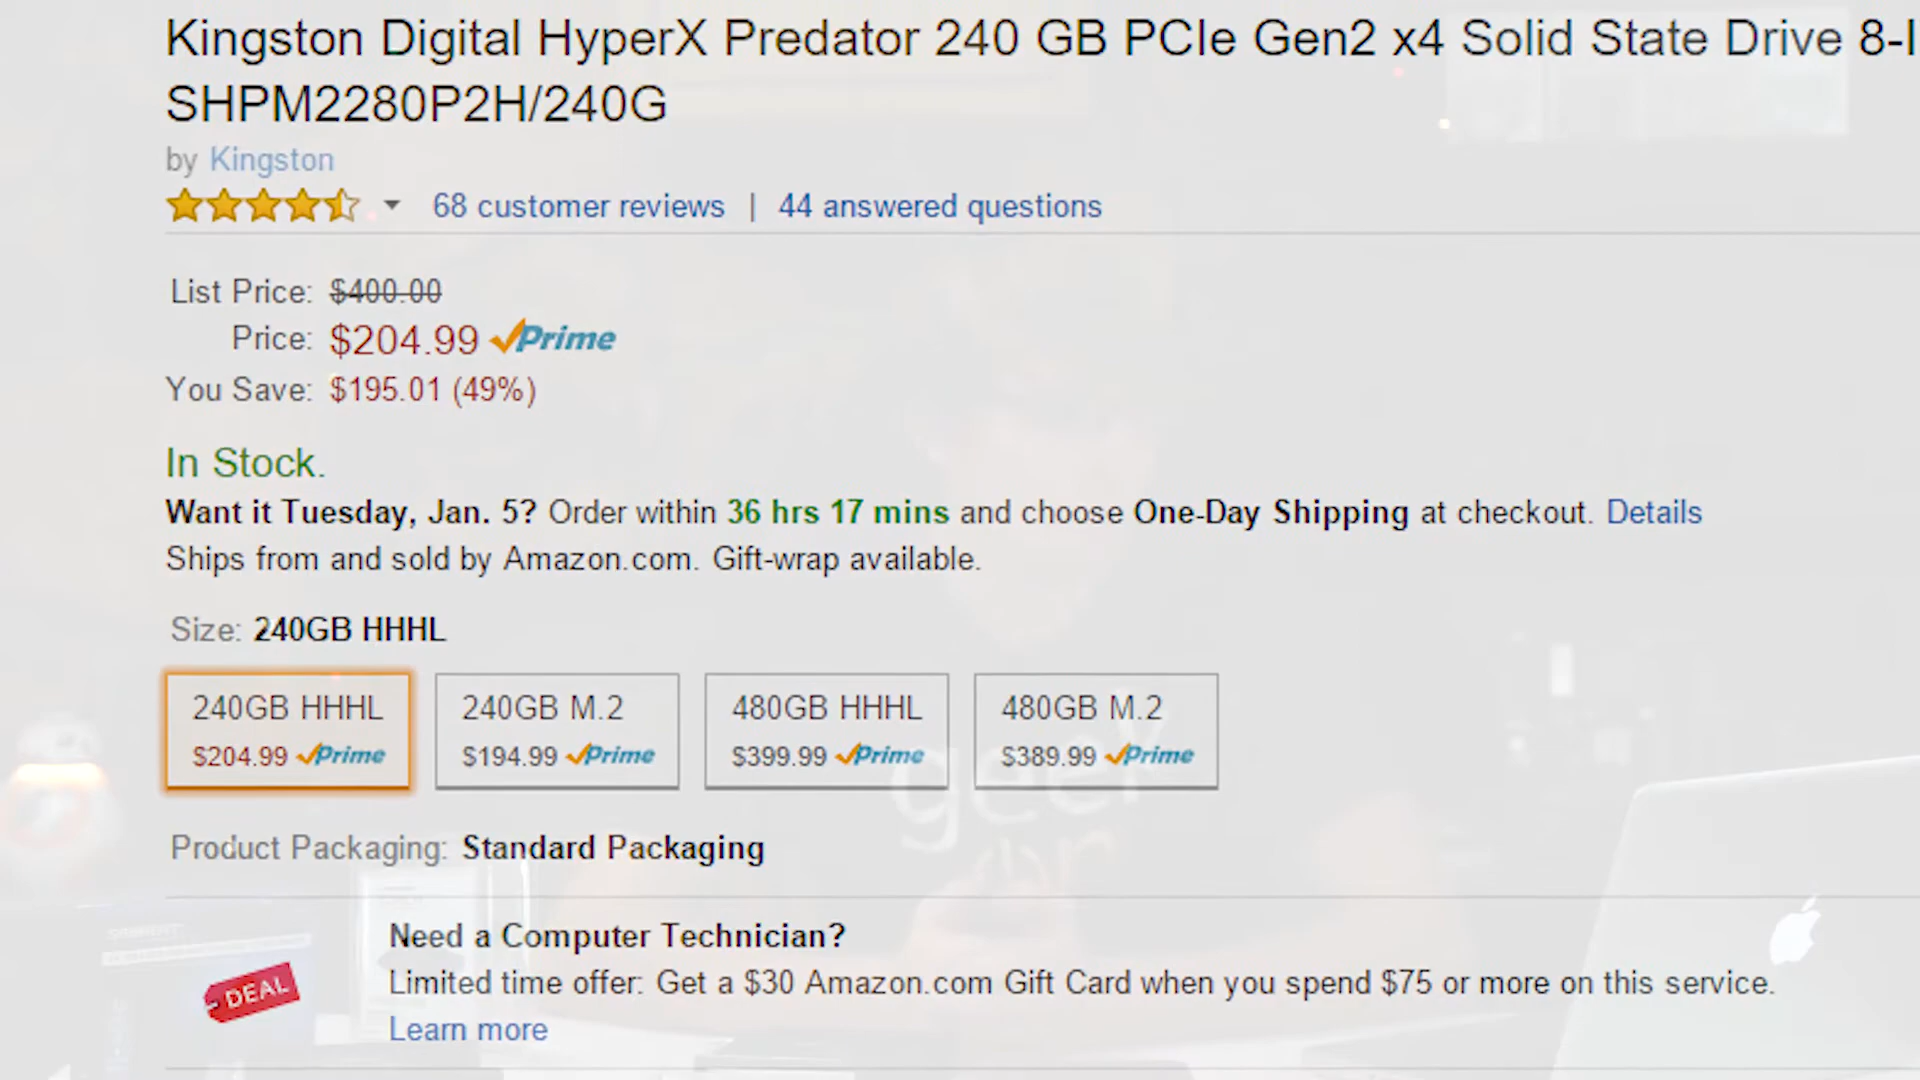 Kingston Digital HyperX Predator 240 GB PCIe Gen2 x4 Solid State Drive 8-I
SHPM2280P2H/240G
by Kingston
68 customer reviews | 44 answered questions
List Price: $400.00
Price: $204.99 Prime
You Save: $195.01 (49%)
In Stock.
Want it Tuesday, Jan. 5? Order within 36 hrs 17 mins and choose One-Day Shipping at checkout. Details
Ships from and sold by Amazon.com. Gift-wrap available.
Size: 240GB HHHL
240GB HHHL 240GB M.2 480GB HHHL 480GB M.2
$204.99 Prime $194.99 Prime $399.99 Prime $389.99 Prime
geek
Product Packaging: Standard Packaging
Need a Computer Technician?
DEAL
Limited time offer: Get a $30 Amazon.com Gift Card when you spend $75 or more on this service.
Learn more